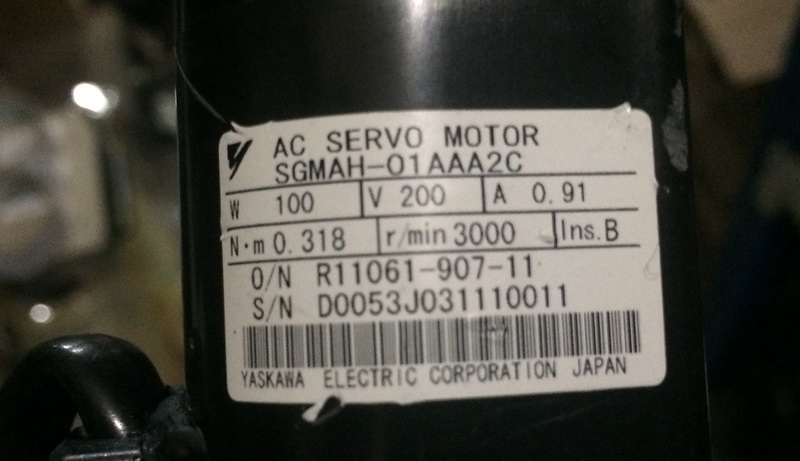 AC SERVO MOTOR
SGMAH-01AAA2C
W 100 V 200 A 0.91
N·m 0.318 r/min 3000 Ins.B
O/N R11061-907-11
S/N D0053J031110011
YASKAWA ELECTRIC CORPORATION JAPAN